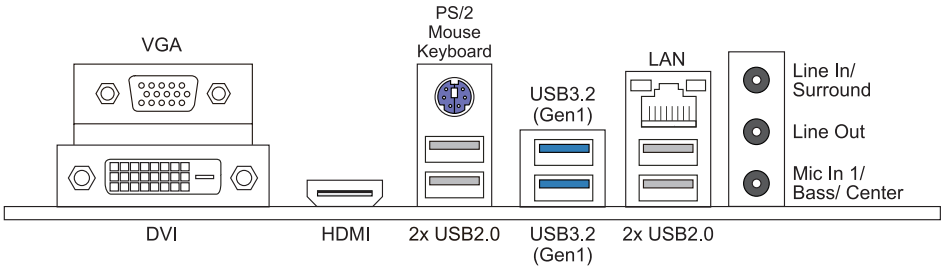 VGA
PS/2
Mouse
Keyboard
USB3.2
(Gen1)
LAN
Line In/
Surround
Line Out
Mic In 1/
Bass/ Center
DVI
HDMI
2x USB2.0
USB3.2
(Gen1)
2x USB2.0